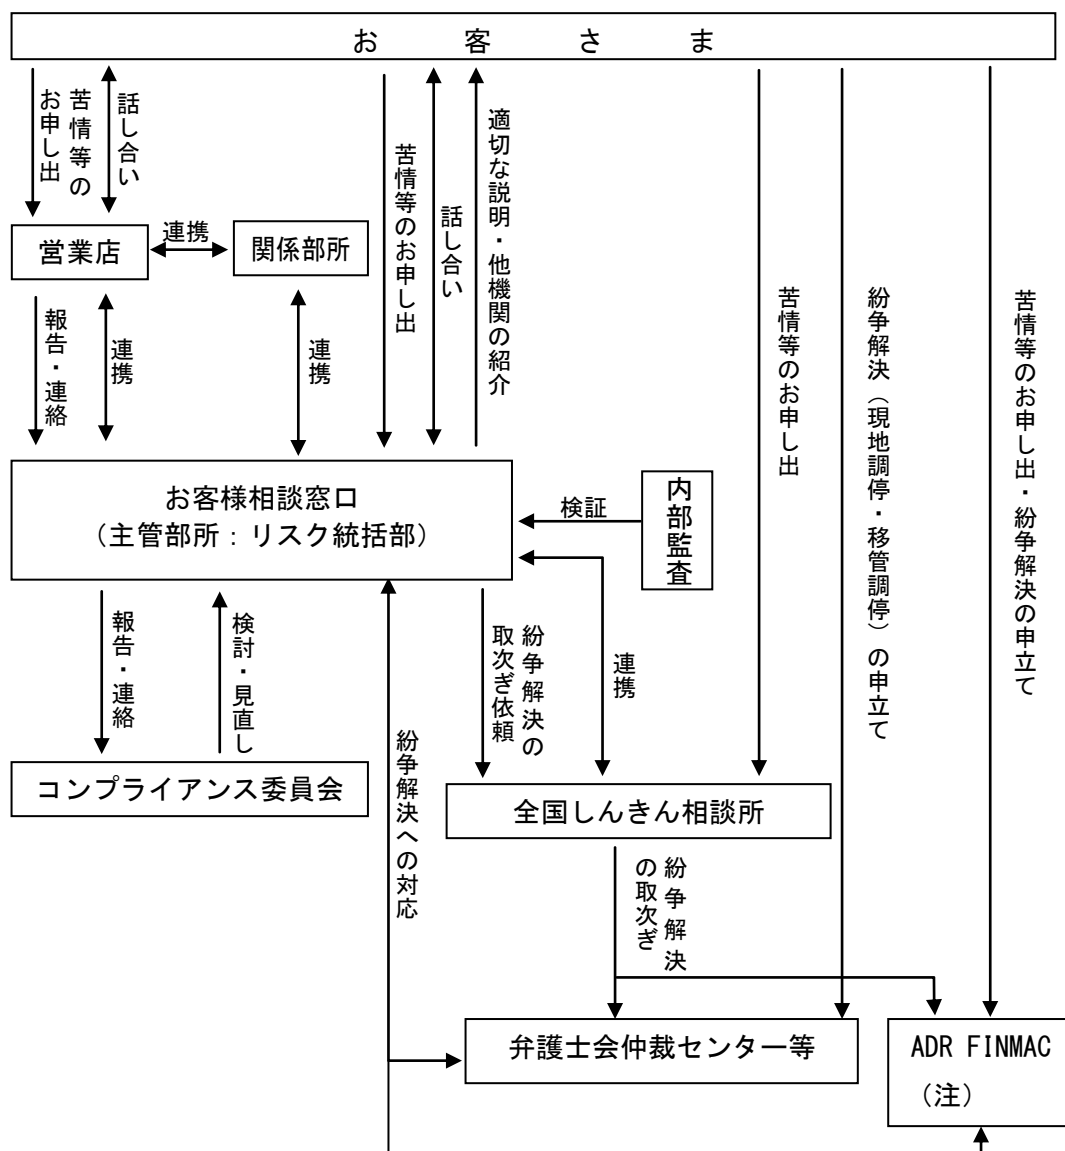 お客さま
苦情等の
お申し出
話し合い
営業店
連携
関係部所
苦情等のお申し出
話し合い
適切な説明・他機関の紹介
苦情等のお申し出
紛争解決（現地調停・移管調停）の申立て
苦情等のお申し出・紛争解決の申立て
報告・連絡
連携
連携
お客様相談窓口
（主管部所：リスク統括部）
検証
内部監査
報告・連絡
検討・見直し
紛争解決の
取次ぎ依頼
連携
コンプライアンス委員会
紛争解決への対応
全国しんきん相談所
紛争解決
の取次ぎ
弁護士会仲裁センター等
ADR FINMAC
（注）